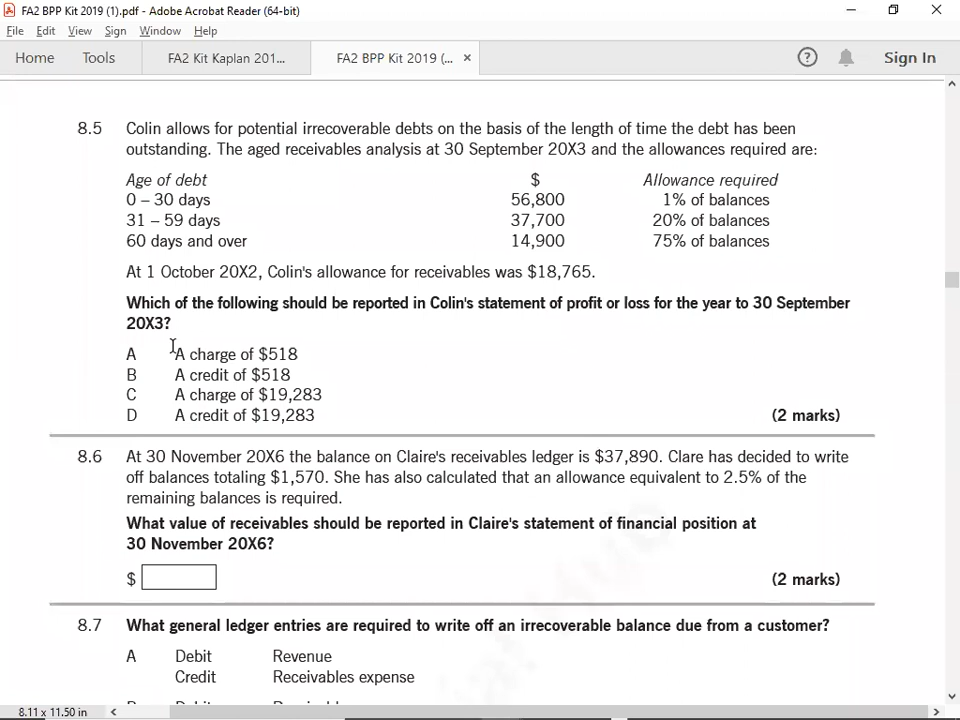 FA2 BPP Kit 2019 (1).pdf - Adobe Acrobat Reader (64-bit)
File Edit View Sign Window Help
Home Tools FA2 Kit Kaplan 201... FA2 BPP Kit 2019 (... × Sign In
8.5 Colin allows for potential irrecoverable debts on the basis of the length of time the debt has been
outstanding. The aged receivables analysis at 30 September 20X3 and the allowances required are:
Age of debt $ Allowance required
0 – 30 days 56,800 1% of balances
31 – 59 days 37,700 20% of balances
60 days and over 14,900 75% of balances
At 1 October 20X2, Colin's allowance for receivables was $18,765.
Which of the following should be reported in Colin's statement of profit or loss for the year to 30 September
20X3?
A A charge of $518
B A credit of $518
C A charge of $19,283
D A credit of $19,283 (2 marks)
8.6 At 30 November 20X6 the balance on Claire's receivables ledger is $37,890. Clare has decided to write
off balances totaling $1,570. She has also calculated that an allowance equivalent to 2.5% of the
remaining balances is required.
What value of receivables should be reported in Claire's statement of financial position at
30 November 20X6?
$ (2 marks)
8.7 What general ledger entries are required to write off an irrecoverable balance due from a customer?
A Debit Revenue
Credit Receivables expense
8.11 x 11.50 in